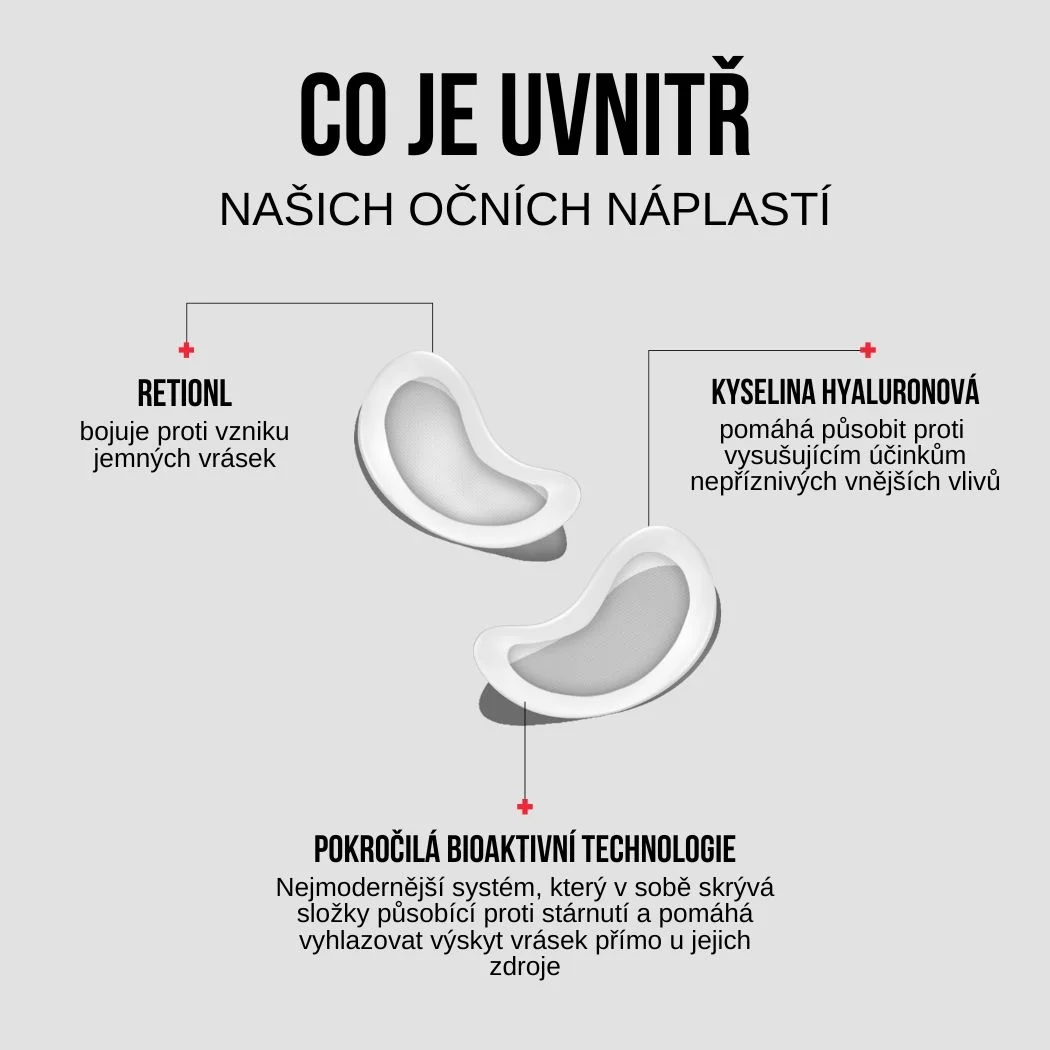 CO JE UVNITŘ
NAŠICH OČNÍCH NÁPLASTÍ
RETIONL
bojuje proti vzniku
jemných vrásek
KYSELINA HYALURONOVÁ
pomáhá působit proti
vysušujícím účinkům
nepříznivých vnějších vlivů
POKROČILÁ BIOAKTIVNÍ TECHNOLOGIE
Nejmodernější systém, který v sobě skrývá
složky působící proti stárnutí a pomáhá
vyhlazovat výskyt vrásek přímo u jejich
zdroje